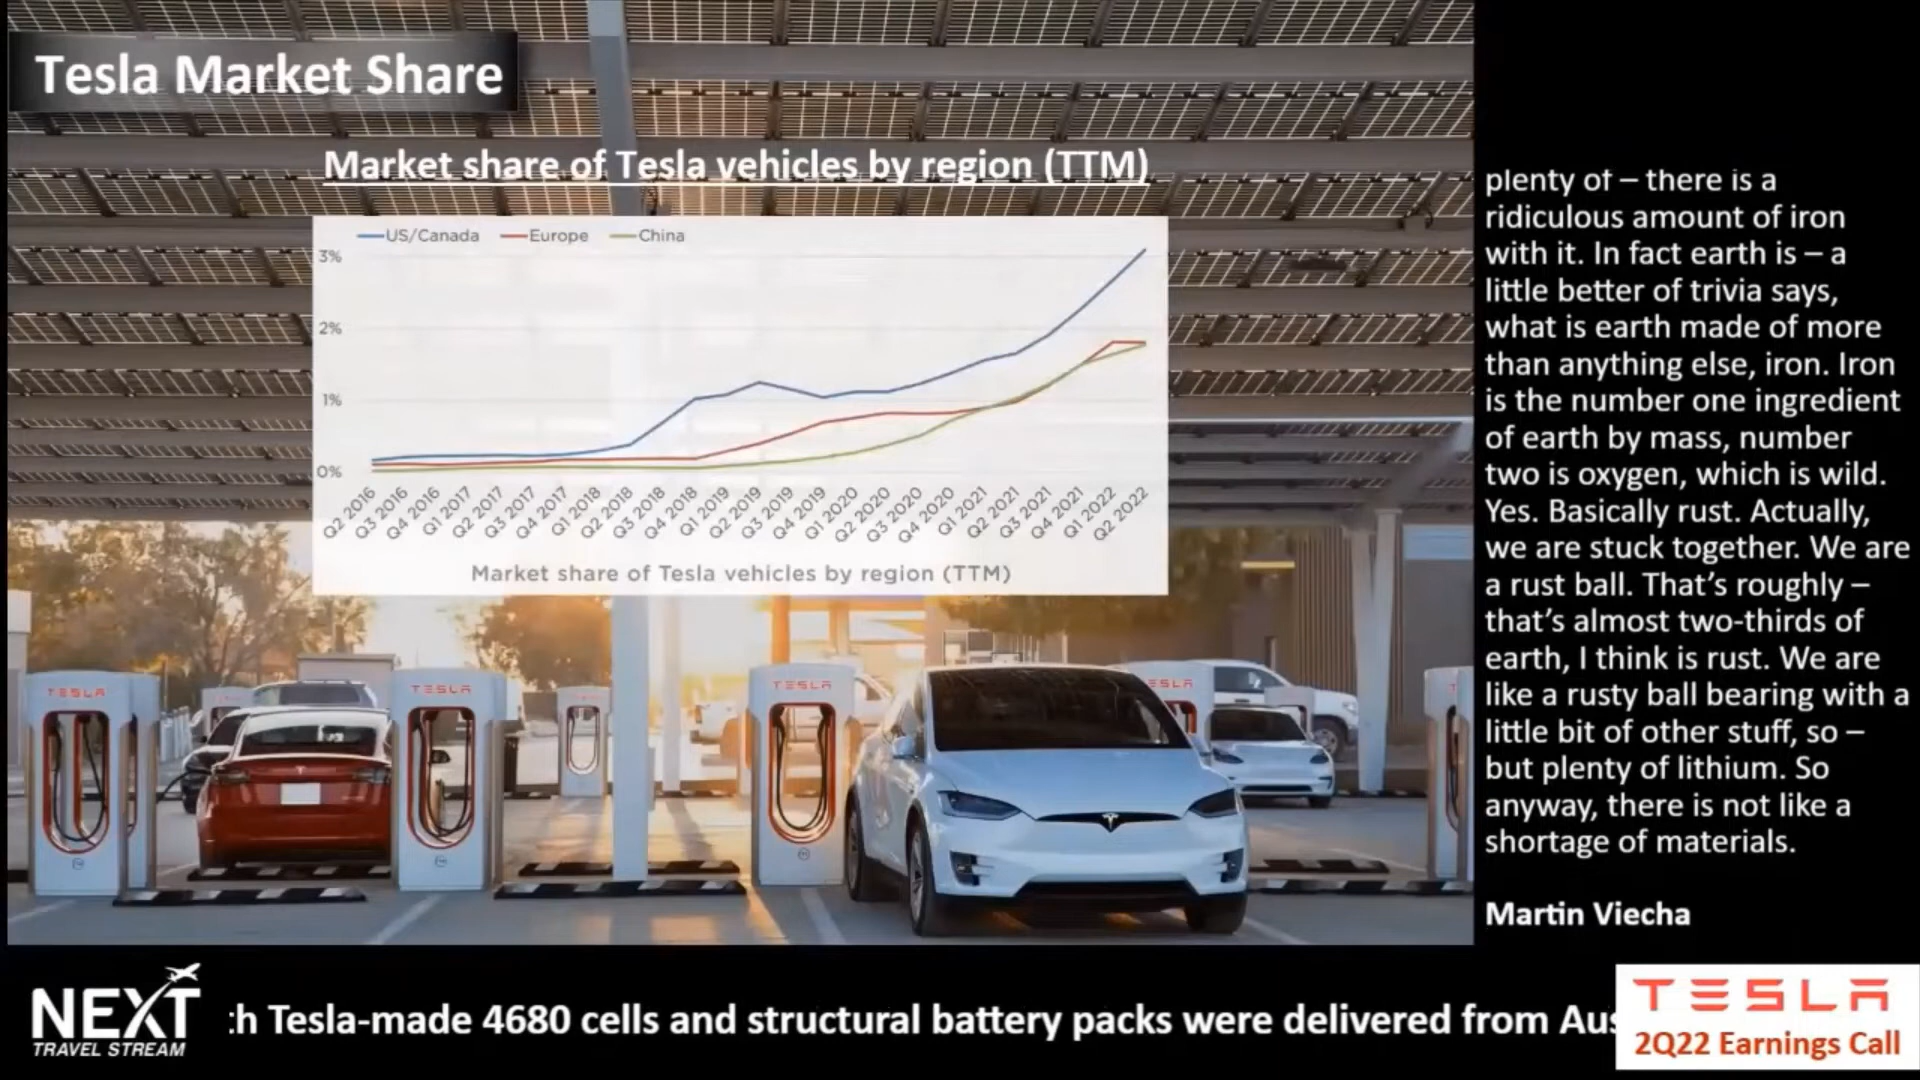 Tesla Market Share
Market share of Tesla vehicles by region (TTM)
US/Canada Europe China
3%
2%
1%
0%
Q2 2016 Q3 2016 Q4 2016 Q1 2017 Q2 2017 Q3 2017 Q4 2017 Q1 2018 Q2 2018 Q3 2018 Q4 2018 Q1 2019 Q2 2019 Q3 2019 Q4 2019 Q1 2020 Q2 2020 Q3 2020 Q4 2020 Q1 2021 Q2 2021 Q3 2021 Q4 2021 Q1 2022 Q2 2022
Market share of Tesla vehicles by region (TTM)
TESLA
TESLA
TESLA
TESLA
plenty of – there is a
ridiculous amount of iron
with it. In fact earth is – a
little better of trivia says,
what is earth made of more
than anything else, iron. Iron
is the number one ingredient
of earth by mass, number
two is oxygen, which is wild.
Yes. Basically rust. Actually,
we are stuck together. We are
a rust ball. That's roughly –
that's almost two-thirds of
earth, I think is rust. We are
like a rusty ball bearing with a
little bit of other stuff, so –
but plenty of lithium. So
anyway, there is not like a
shortage of materials.
Martin Viecha
NEXT
TRAVEL STREAM
:h Tesla-made 4680 cells and structural battery packs were delivered from Aus
TESLA
2Q22 Earnings Call